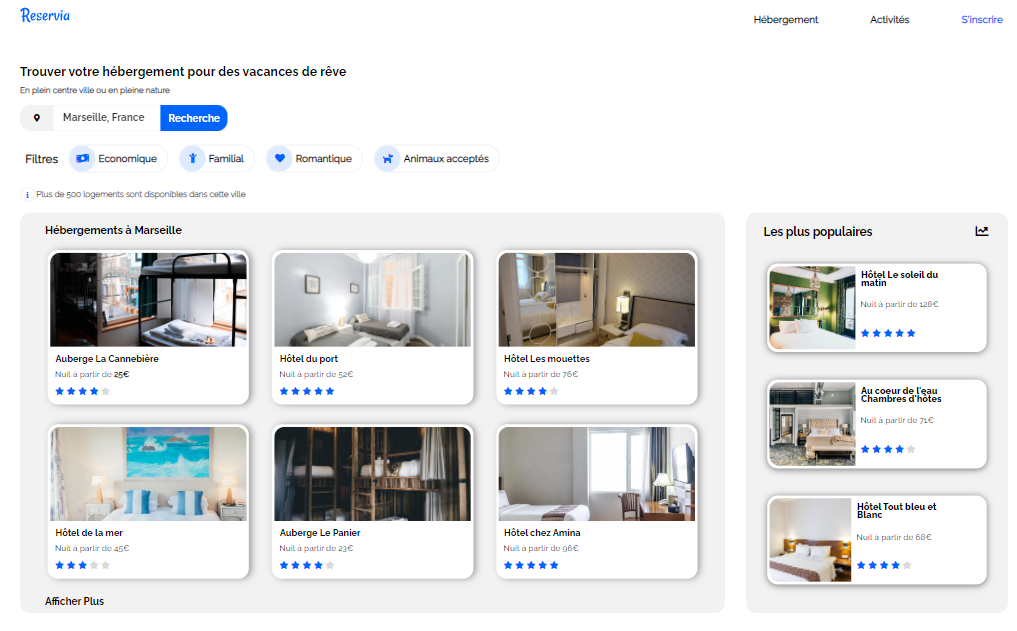 Reservia
Hébergement
Activités
S'inscrire
Trouver votre hébergement pour des vacances de rêve
En plein centre ville ou en pleine nature
Marseille, France
Recherche
Filtres
Economique
Familial
Romantique
Animaux acceptés
i Plus de 500 logements sont disponibles dans cette ville
Hébergements à Marseille
Auberge La Cannebière
Nuit à partir de 25€
Hôtel du port
Nuit à partir de 52€
Hôtel Les mouettes
Nuit à partir de 76€
Hôtel de la mer
Nuit à partir de 45€
Auberge Le Panier
Nuit à partir de 23€
Hôtel chez Amina
Nuit à partir de 96€
Afficher Plus
Les plus populaires
Hôtel Le soleil du
matin
Nuit à partir de 128€
Au coeur de l'eau
Chambres d'hôtes
Nuit à partir de 71€
Hôtel Tout bleu et
Blanc
Nuit à partir de 68€